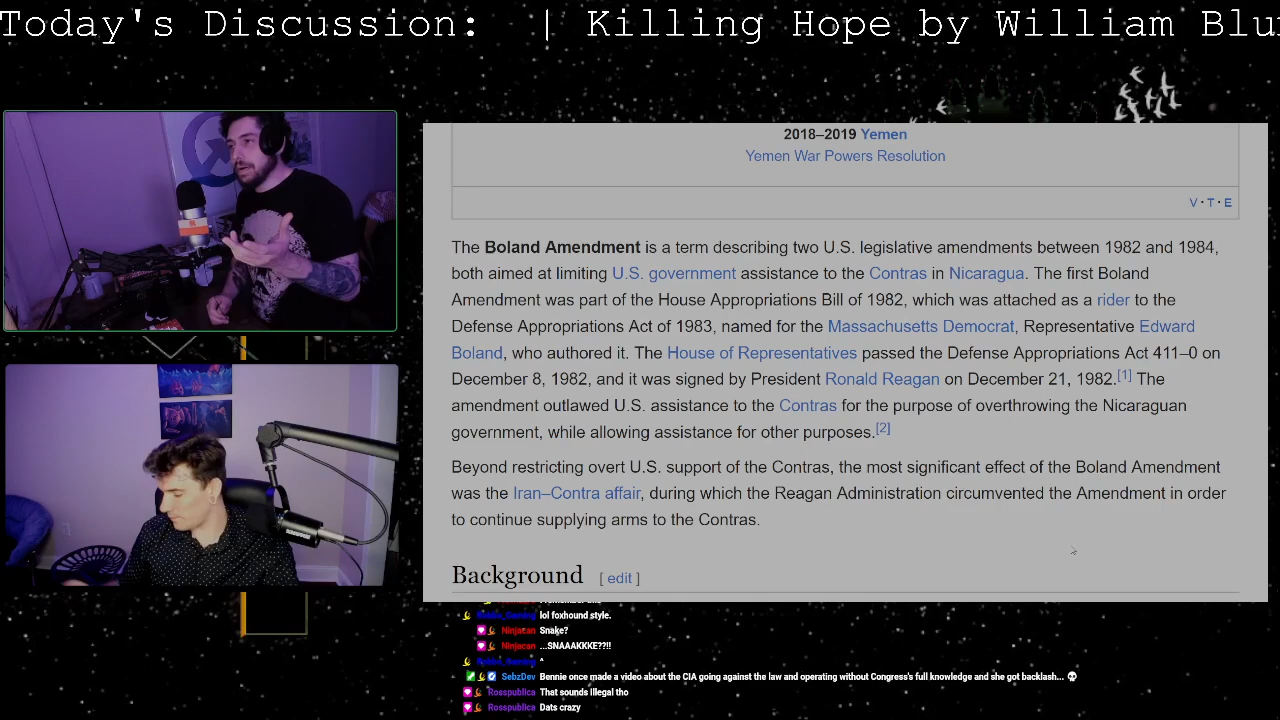 Today's Discussion: | Killing Hope by William Blu
2018–2019 Yemen
Yemen War Powers Resolution
V · T · E
The Boland Amendment is a term describing two U.S. legislative amendments between 1982 and 1984,
both aimed at limiting U.S. government assistance to the Contras in Nicaragua. The first Boland
Amendment was part of the House Appropriations Bill of 1982, which was attached as a rider to the
Defense Appropriations Act of 1983, named for the Massachusetts Democrat, Representative Edward
Boland, who authored it. The House of Representatives passed the Defense Appropriations Act 411–0 on
December 8, 1982, and it was signed by President Ronald Reagan on December 21, 1982.[1] The
amendment outlawed U.S. assistance to the Contras for the purpose of overthrowing the Nicaraguan
government, while allowing assistance for other purposes.[2]
Beyond restricting overt U.S. support of the Contras, the most significant effect of the Boland Amendment
was the Iran–Contra affair, during which the Reagan Administration circumvented the Amendment in order
to continue supplying arms to the Contras.
Background [ edit ]
lol foxhound style.
Ninjacan Snake?
Ninjacan ...SNAAAKKKE??!!
^
SebzDev Bennie once made a video about the CIA going against the law and operating without Congress's full knowledge and she got backlash... 💀
Rosspublica That sounds illegal tho
Rosspublica Dats crazy